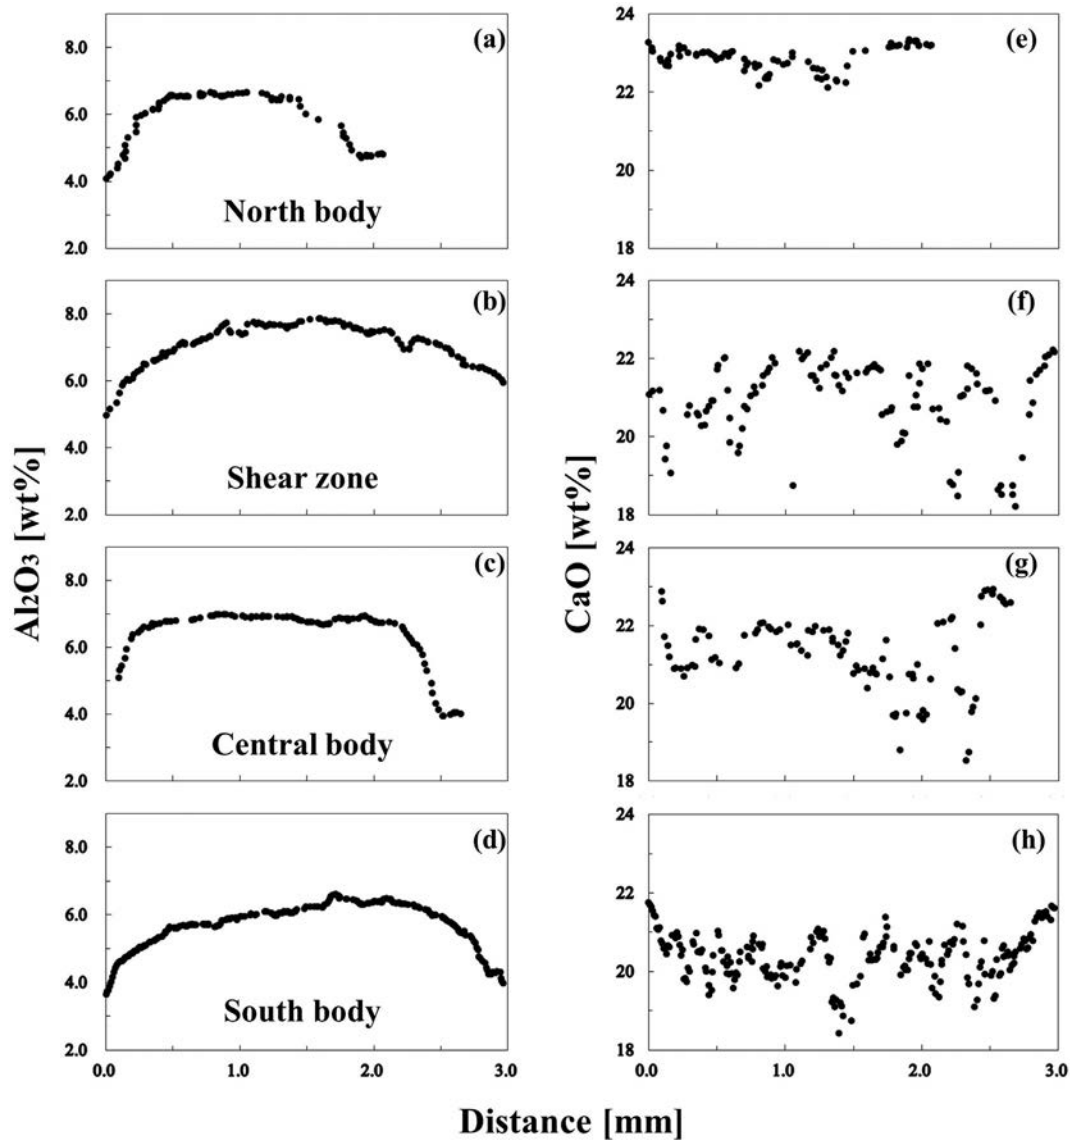 (a)
8.0
6.0
4.0
2.0
North body
(e)
24
22
20
18
(b)
8.0
6.0
4.0
2.0
Shear zone
(f)
24
22
20
18
(c)
8.0
6.0
4.0
2.0
Central body
(g)
24
22
20
18
(d)
8.0
6.0
4.0
2.0
South body
0.0 1.0 2.0 3.0
(h)
24
22
20
18
0.0 1.0 2.0 3.0
Al₂O₃ [wt%]
CaO [wt%]
Distance [mm]